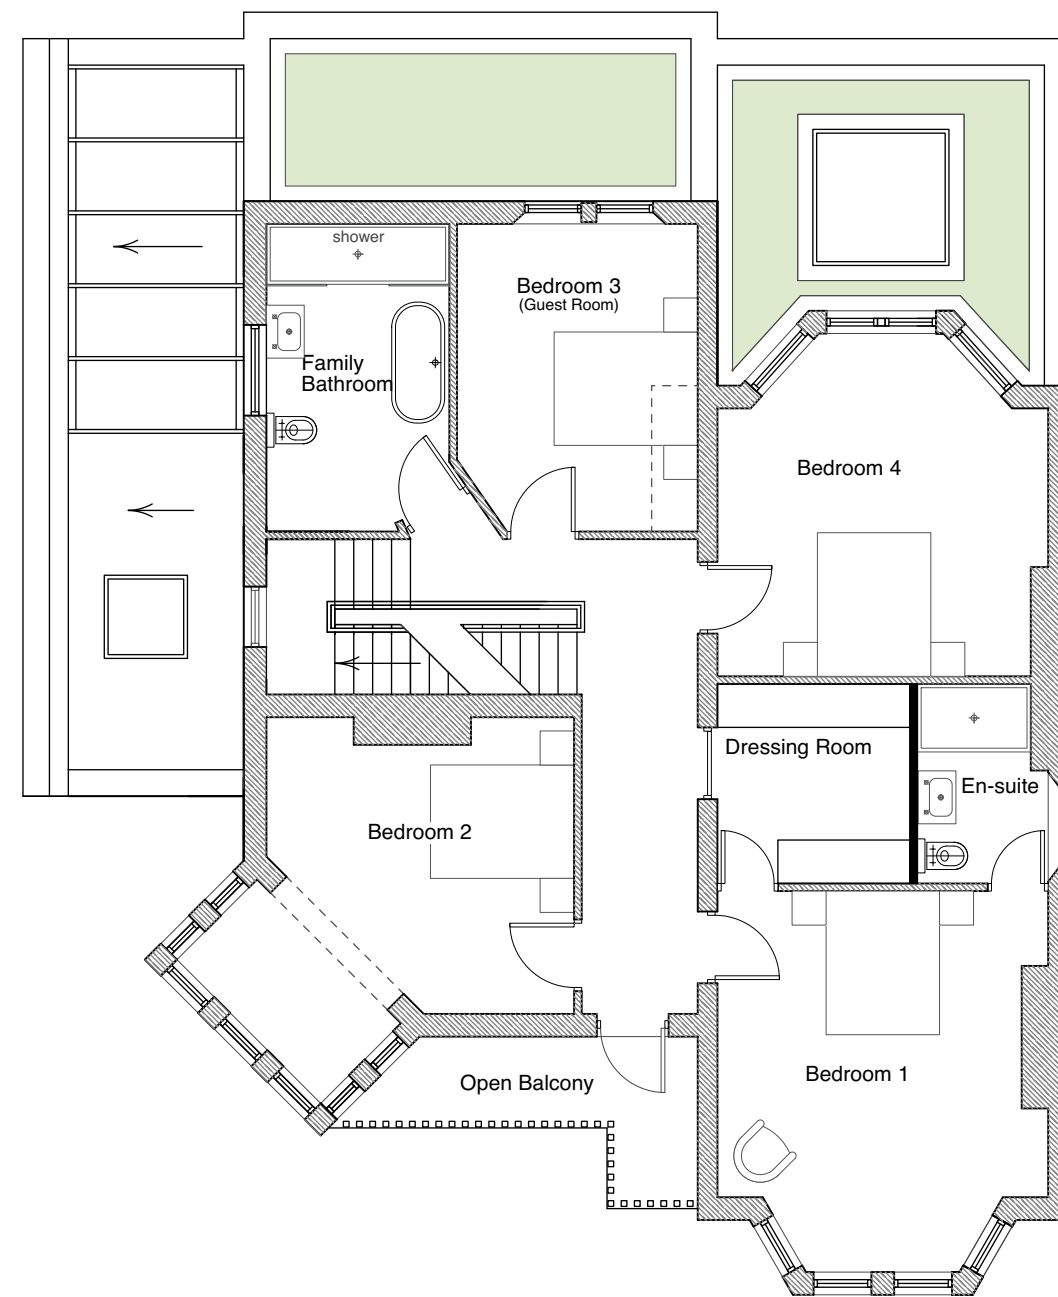 shower
Bedroom 3
(Guest Room)
Family
Bathroom
Bedroom 4
Dressing Room
En-suite
Bedroom 2
Bedroom 1
Open Balcony